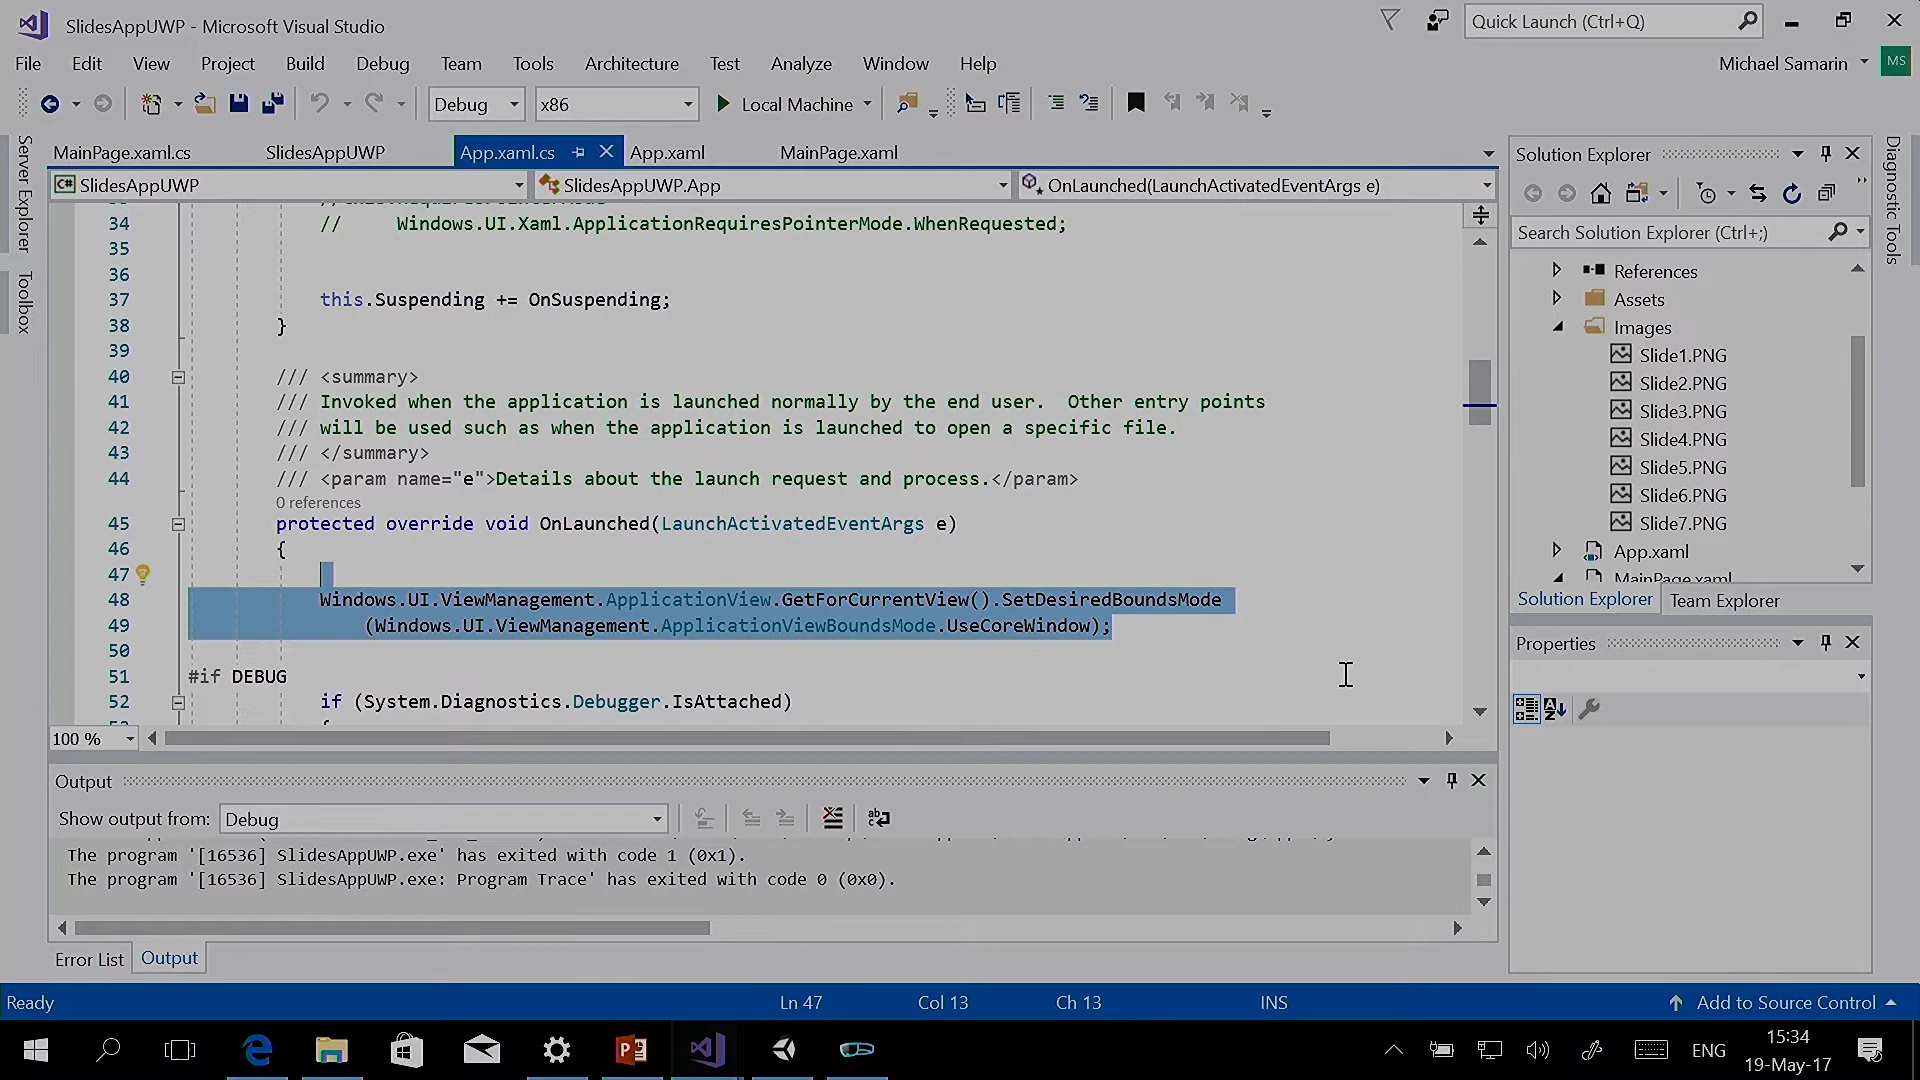 SlidesAppUWP - Microsoft Visual Studio
Quick Launch (Ctrl+Q)
File Edit View Project Build Debug Team Tools Architecture Test Analyze Window Help
Michael Samarin
MS
Debug
x86
Local Machine
Server Explorer
Toolbox
MainPage.xaml.cs
SlidesAppUWP
App.xaml.cs
App.xaml
MainPage.xaml
C# SlidesAppUWP
SlidesAppUWP.App
OnLaunched(LaunchActivatedEventArgs e)
34 // Windows.UI.Xaml.ApplicationRequiresPointerMode.WhenRequested;
35
36
37 this.Suspending += OnSuspending;
38 }
39
40 /// <summary>
41 /// Invoked when the application is launched normally by the end user.  Other entry points
42 /// will be used such as when the application is launched to open a specific file.
43 /// </summary>
44 /// <param name="e">Details about the launch request and process.</param>
0 references
45 protected override void OnLaunched(LaunchActivatedEventArgs e)
46 {
47
48 Windows.UI.ViewManagement.ApplicationView.GetForCurrentView().SetDesiredBoundsMode
49 (Windows.UI.ViewManagement.ApplicationViewBoundsMode.UseCoreWindow);
50
51 #if DEBUG
52 if (System.Diagnostics.Debugger.IsAttached)
100 %
Output
Show output from: Debug
The program '[16536] SlidesAppUWP.exe' has exited with code 1 (0x1).
The program '[16536] SlidesAppUWP.exe: Program Trace' has exited with code 0 (0x0).
Error List
Output
Solution Explorer
Search Solution Explorer (Ctrl+;)
References
Assets
Images
Slide1.PNG
Slide2.PNG
Slide3.PNG
Slide4.PNG
Slide5.PNG
Slide6.PNG
Slide7.PNG
App.xaml
MainPage.xaml
Solution Explorer
Team Explorer
Properties
Diagnostic Tools
Ready
Ln 47
Col 13
Ch 13
INS
Add to Source Control
ENG
15:34
19-May-17